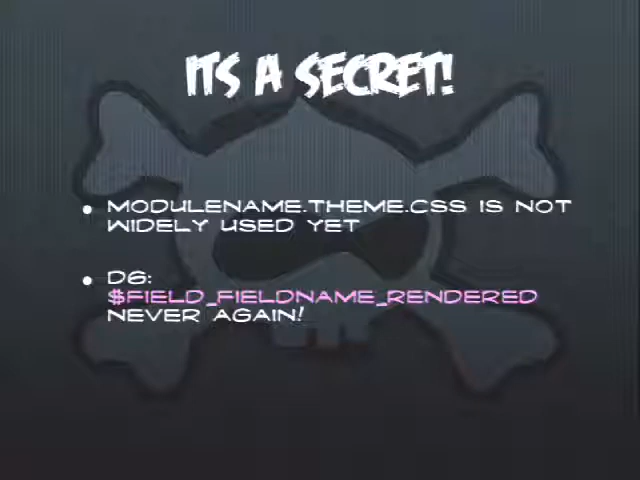 ITS A SECRET!
• MODULENAME.THEME.CSS IS NOT
WIDELY USED YET
• D6:
$FIELD_FIELDNAME_RENDERED
NEVER AGAIN!